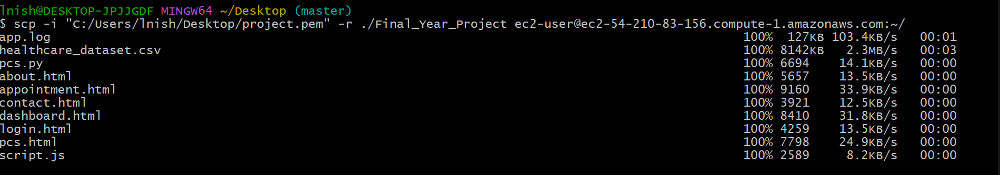 lnish@DESKTOP-JPJJGDF MINGW64 ~/Desktop (master)
$ scp -i "C:/Users/lnish/Desktop/project.pem" -r ./Final_Year_Project ec2-user@ec2-54-210-83-156.compute-1.amazonaws.com:~/
app.log 100% 127KB 103.4KB/s 00:01
healthcare_dataset.csv 100% 8142KB 2.3MB/s 00:03
pcs.py 100% 6694 14.1KB/s 00:00
about.html 100% 5657 13.5KB/s 00:00
appointment.html 100% 9160 33.9KB/s 00:00
contact.html 100% 3921 12.5KB/s 00:00
dashboard.html 100% 8410 31.8KB/s 00:00
login.html 100% 4259 13.5KB/s 00:00
pcs.html 100% 7798 24.9KB/s 00:00
script.js 100% 2589 8.2KB/s 00:00